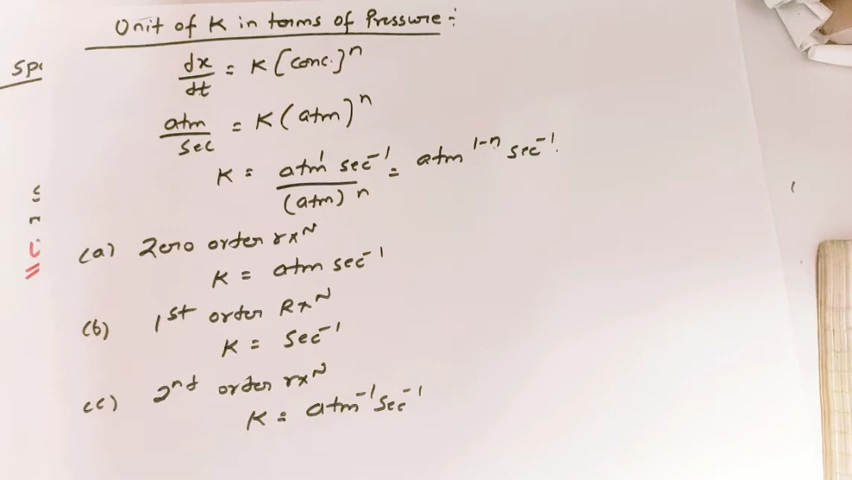 Unit of K in terms of Pressure :-
dx/dt = K [conc.]^n
atm/sec = K (atm)^n
K = atm^1 sec^-1/(atm)^n = atm^1-n sec^-1.
(a) Zero order rx^N
K = atm sec^-1
(b) 1st order Rx^N
K = sec^-1
(c) 2nd order rx^N
K = atm^-1 sec^-1